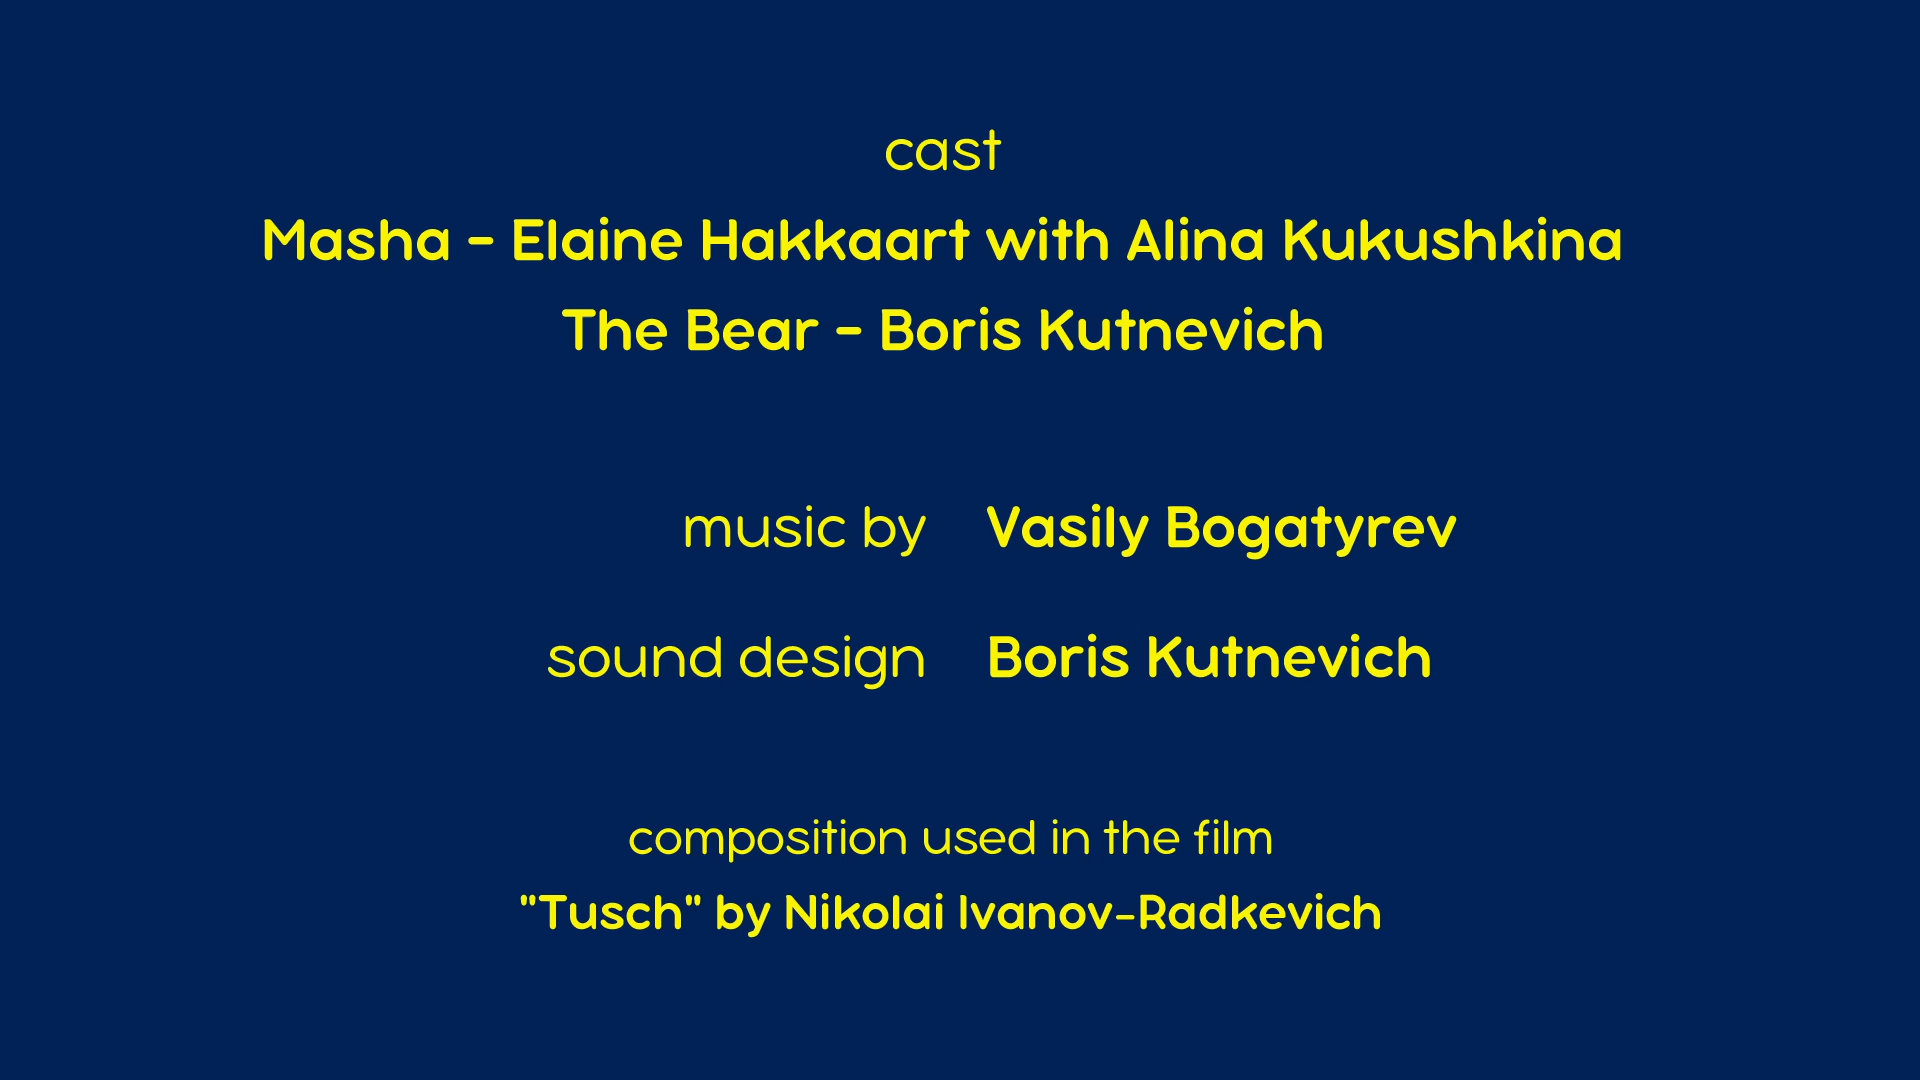 cast
Masha - Elaine Hakkaart with Alina Kukushkina
The Bear - Boris Kutnevich
music by Vasily Bogatyrev
sound design Boris Kutnevich
composition used in the film
"Tusch" by Nikolai Ivanov-Radkevich